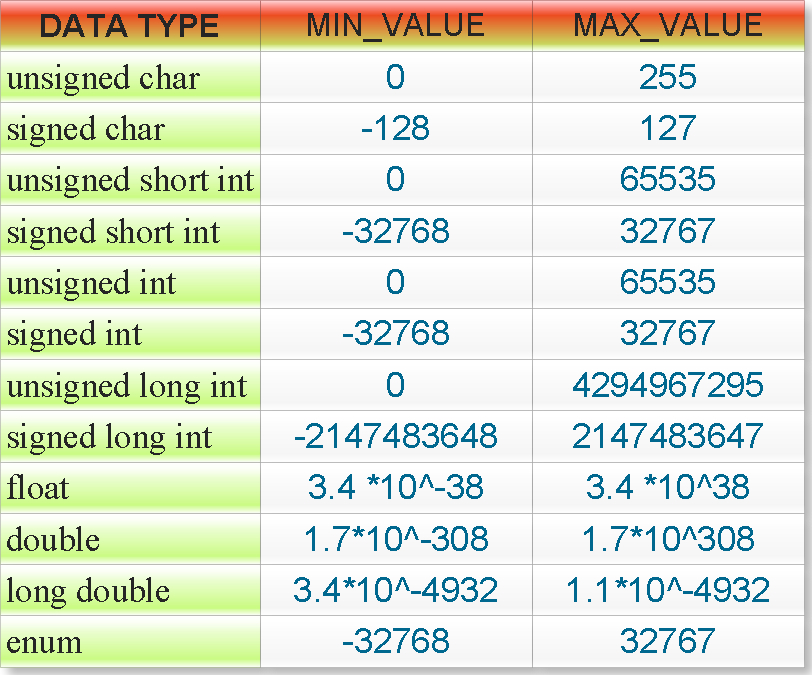 DATA TYPE MIN_VALUE MAX_VALUE
unsigned char 0 255
signed char -128 127
unsigned short int 0 65535
signed short int -32768 32767
unsigned int 0 65535
signed int -32768 32767
unsigned long int 0 4294967295
signed long int -2147483648 2147483647
float 3.4 *10^-38 3.4 *10^38
double 1.7*10^-308 1.7*10^308
long double 3.4*10^-4932 1.1*10^-4932
enum -32768 32767